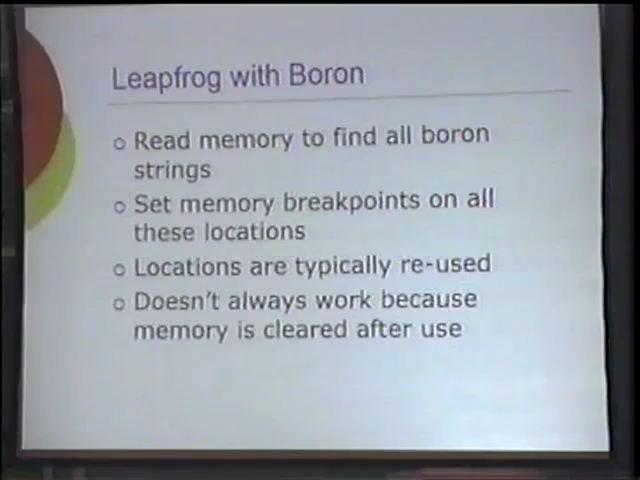 Leapfrog with Boron
Read memory to find all boron
strings
Set memory breakpoints on all
these locations
Locations are typically re-used
Doesn't always work because
memory is cleared after use